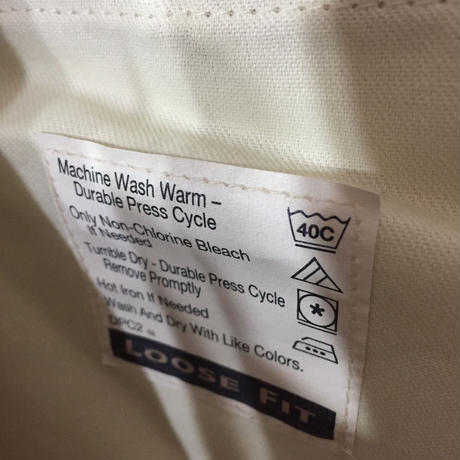 Machine Wash Warm –
Durable Press Cycle
40C
Only Non-Chlorine Bleach
If Needed
Tumble Dry - Durable Press Cycle
Remove Promptly
Hot Iron If Needed
Wash And Dry With Like Colors.
DPC2
LOOSE FIT